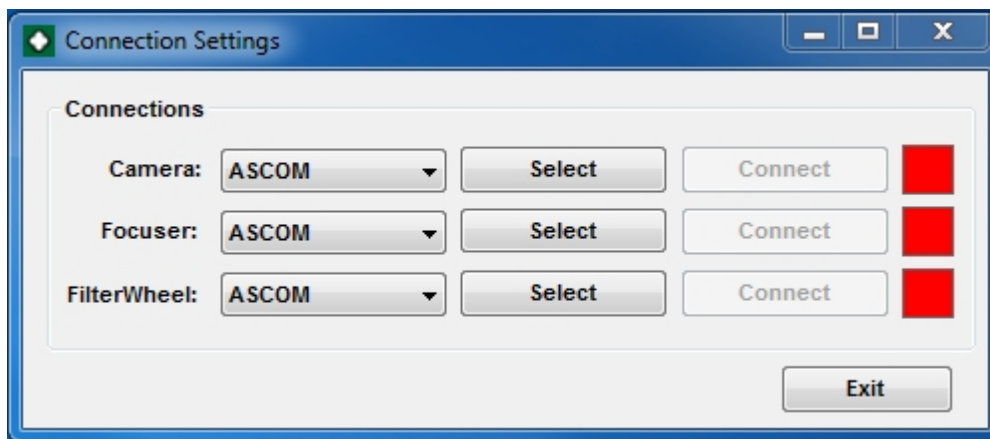 Connection Settings
Connections
Camera: ASCOM Select Connect
Focuser: ASCOM Select Connect
FilterWheel: ASCOM Select Connect
Exit